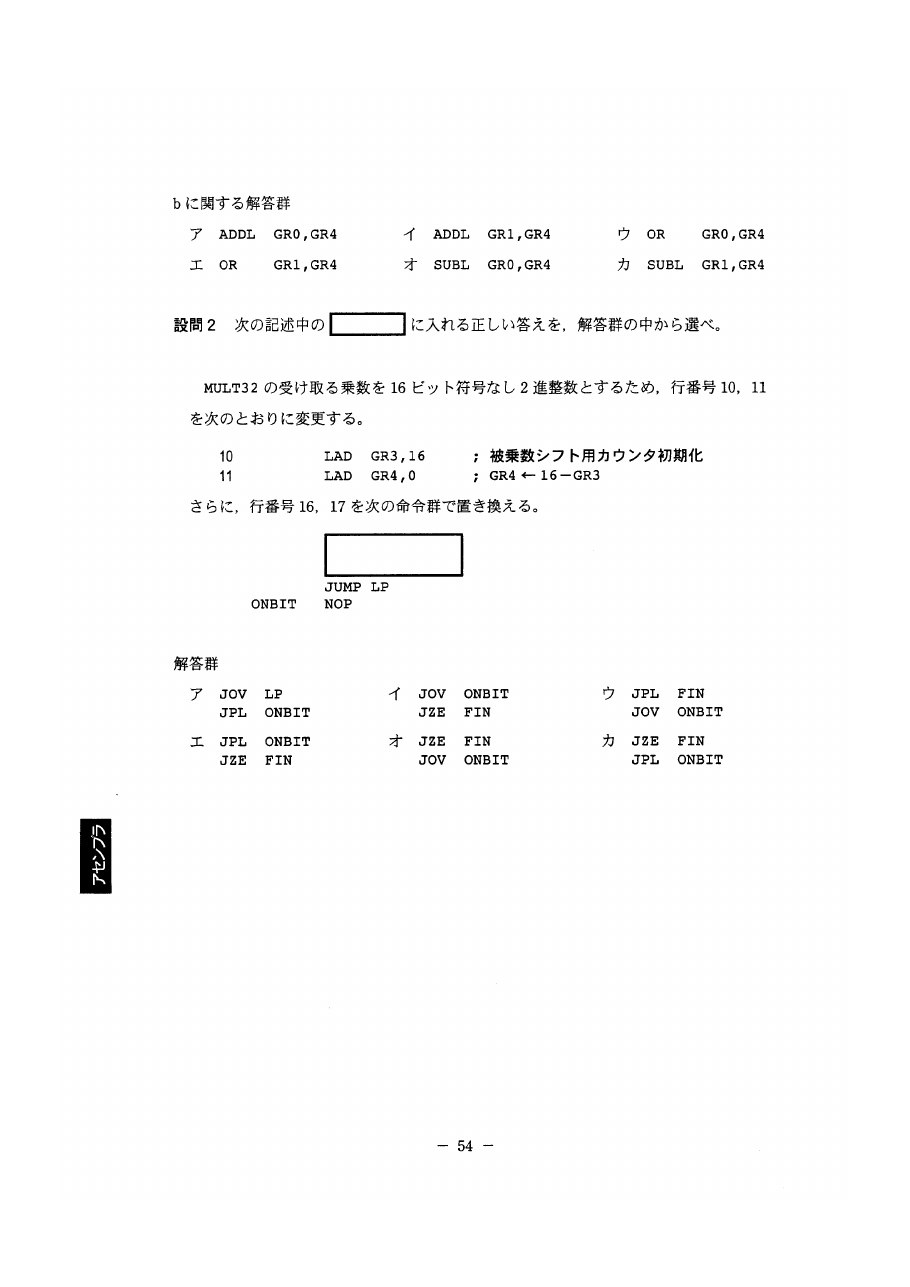 bに関する解答群
ア ADDL GR0,GR4 イ ADDL GR1,GR4 ウ OR GR0,GR4
エ OR GR1,GR4 オ SUBL GR0,GR4 カ SUBL GR1,GR4
設問2 次の記述中の に入れる正しい答えを，解答群の中から選べ。
MULT32 の受け取る乗数を 16 ビット符号なし 2 進整数とするため，行番号 10，11
を次のとおりに変更する。
10 LAD GR3,16 ; 被乗数シフト用カウンタ初期化
11 LAD GR4,0 ; GR4 ← 16－GR3
さらに，行番号 16，17 を次の命令群で置き換える。
JUMP LP
ONBIT NOP
解答群
ア JOV LP イ JOV ONBIT ウ JPL FIN
JPL ONBIT JZE FIN JOV ONBIT
エ JPL ONBIT オ JZE FIN カ JZE FIN
JZE FIN JOV ONBIT JPL ONBIT
アセンブラ
－ 54 －